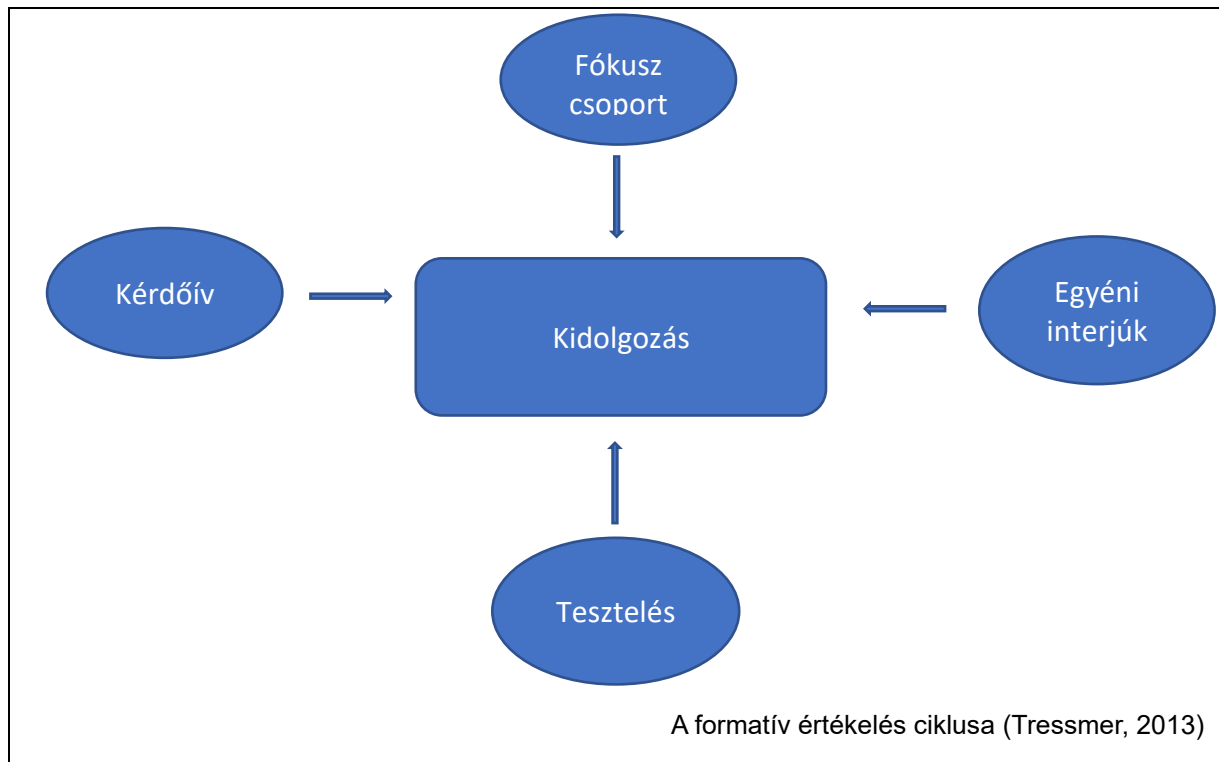 Fókusz
csoport
Kérdőív
Egyéni
interjúk
Kidolgozás
Tesztelés
A formatív értékelés ciklusa (Tressmer, 2013)